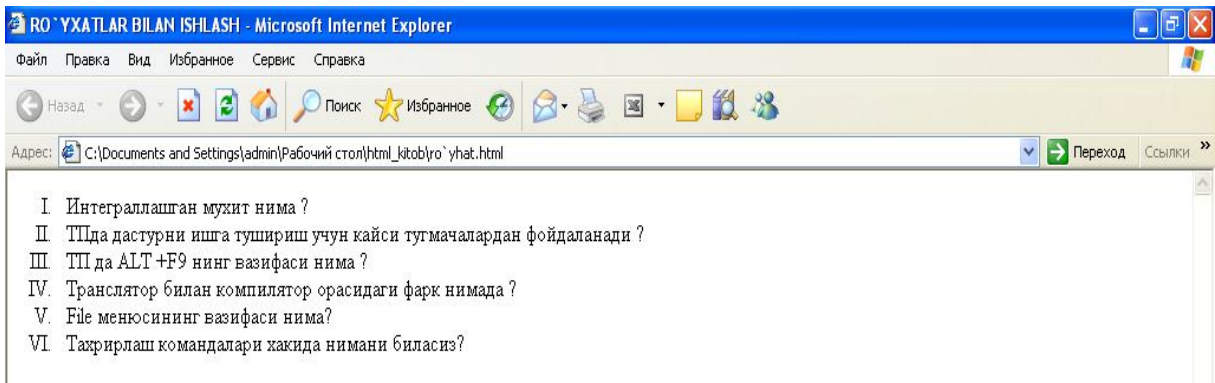 RO`YXATLAR BILAN ISHLASH - Microsoft Internet Explorer
Файл Правка Вид Избранное Сервис Справка
Назад Поиск Избранное
Адрес: C:\Documents and Settings\admin\Рабочий стол\html_kitob\ro`yhat.html Переход Ссылки »
I. Интеграллашган мухит нима ?
II. ТПда дастурни ишга тушириш учун кайси тугмачалардан фойдаланади ?
III. ТП да ALT +F9 нинг вазифаси нима ?
IV. Транслятор билан компилятор орасидаги фарк нимада ?
V. File менюсининг вазифаси нима?
VI. Тахрирлаш командалари хакида нимани биласиз?